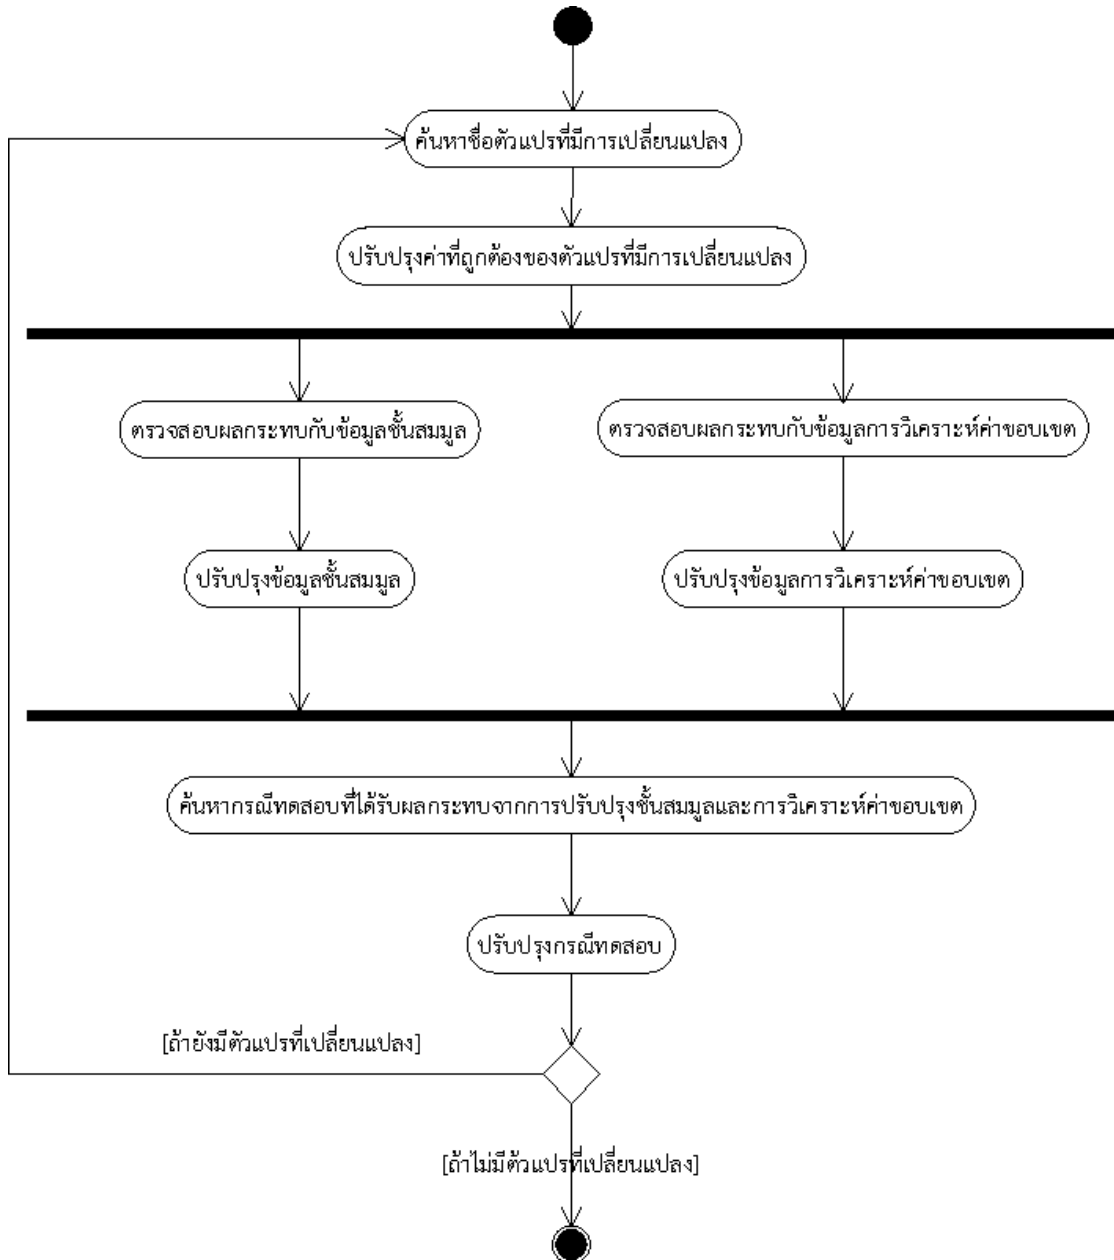 ค้นหาชื่อตัวแปรที่มีการเปลี่ยนแปลง
ปรับปรุงค่าที่ถูกต้องของตัวแปรที่มีการเปลี่ยนแปลง
ตรวจสอบผลกระทบกับข้อมูลชั้นสมมูล
ตรวจสอบผลกระทบกับข้อมูลการวิเคราะห์ค่าขอบเขต
ปรับปรุงข้อมูลชั้นสมมูล
ปรับปรุงข้อมูลการวิเคราะห์ค่าขอบเขต
ค้นหากรณีทดสอบที่ได้รับผลกระทบจากการปรับปรุงชั้นสมมูลและการวิเคราะห์ค่าขอบเขต
ปรับปรุงกรณีทดสอบ
[ถ้ายังมีตัวแปรที่เปลี่ยนแปลง]
[ถ้าไม่มีตัวแปรที่เปลี่ยนแปลง]